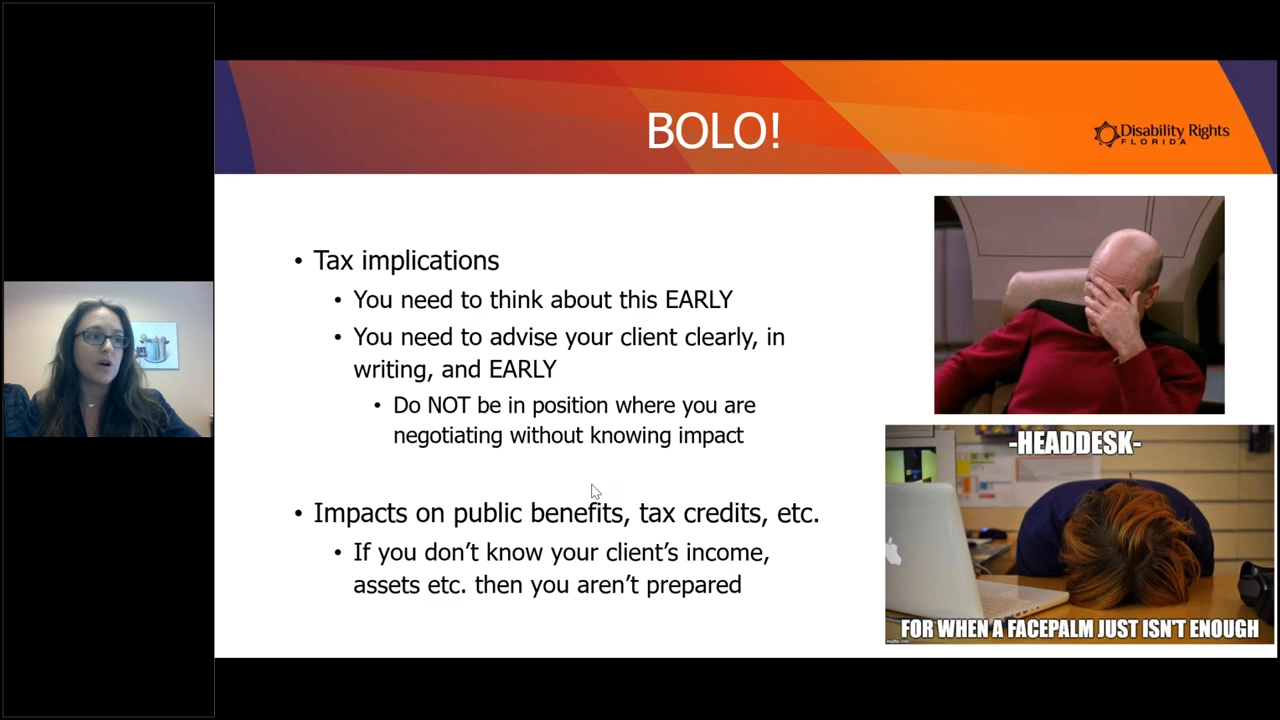 BOLO!
Disability Rights
FLORIDA
• Tax implications
• You need to think about this EARLY
• You need to advise your client clearly, in
writing, and EARLY
• Do NOT be in position where you are
negotiating without knowing impact
• Impacts on public benefits, tax credits, etc.
• If you don’t know your client’s income,
assets etc. then you aren’t prepared
-HEADDESK-
FOR WHEN A FACEPALM JUST ISN'T ENOUGH
imgflip.com